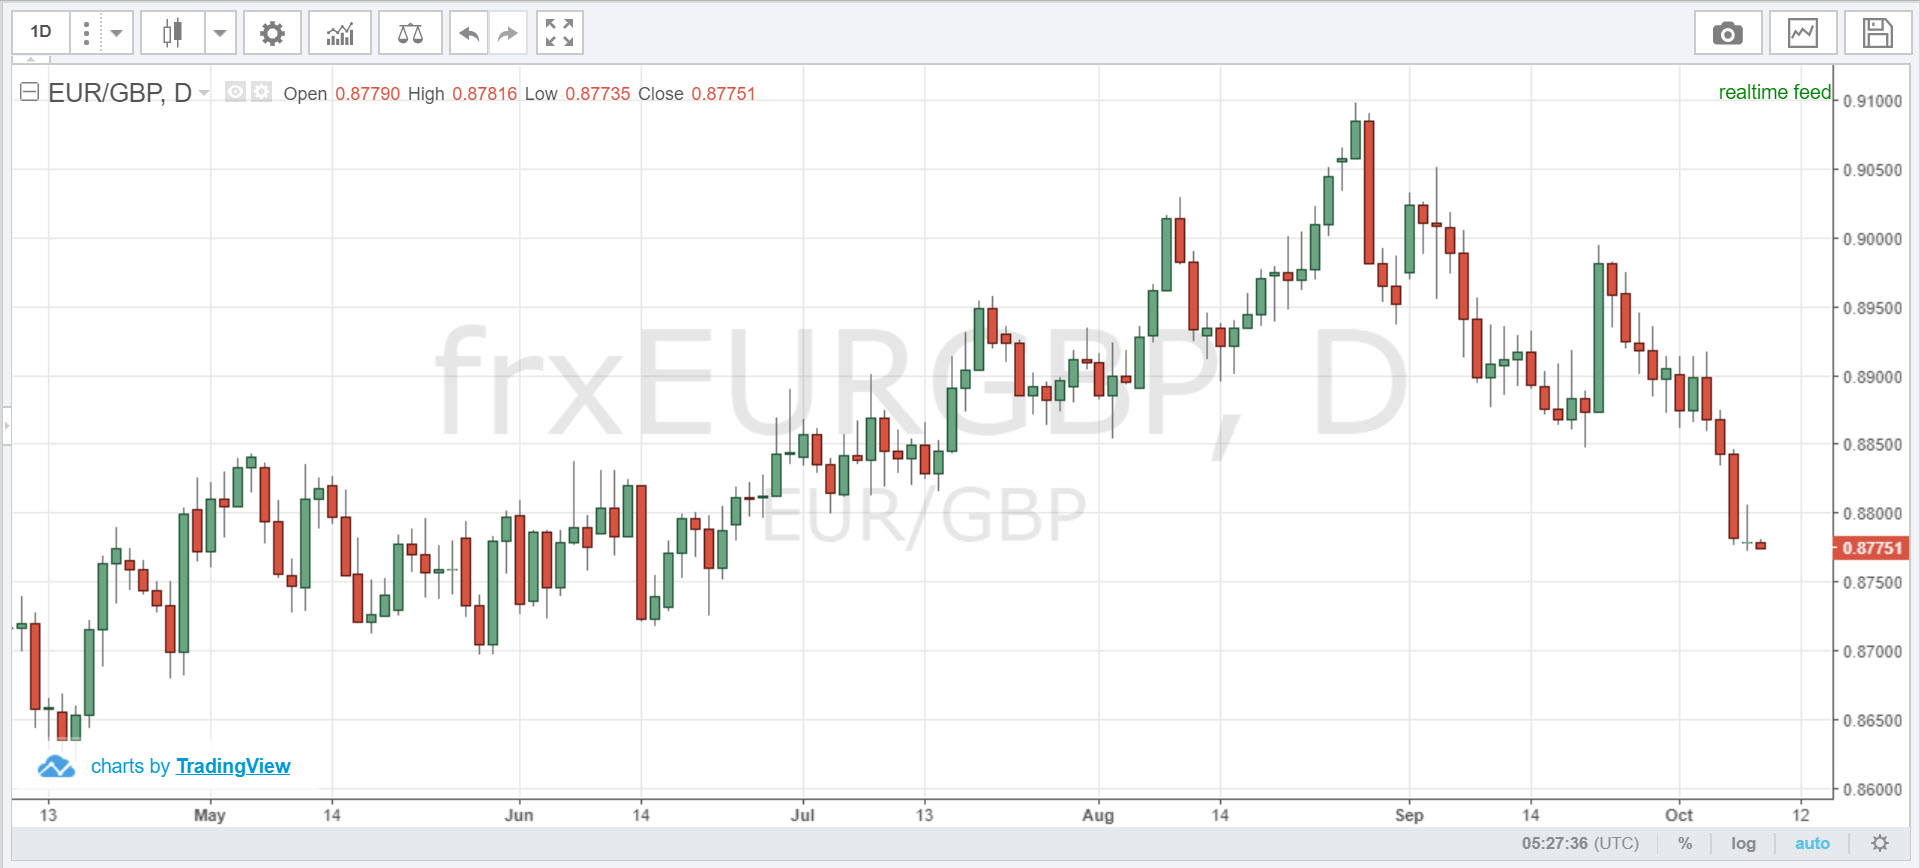 1D
EUR/GBP, D Open 0.87790 High 0.87816 Low 0.87735 Close 0.87751
realtime feed
0.91000
0.90500
0.90000
0.89500
frxEURGBP, D
0.89000
0.88500
EUR/GBP
0.88000
0.87751
0.87500
0.87000
0.86500
charts by TradingView
0.86000
13 May 14 Jun 14 Jul 13 Aug 14 Sep 14 Oct 12
05:27:36 (UTC) % log auto